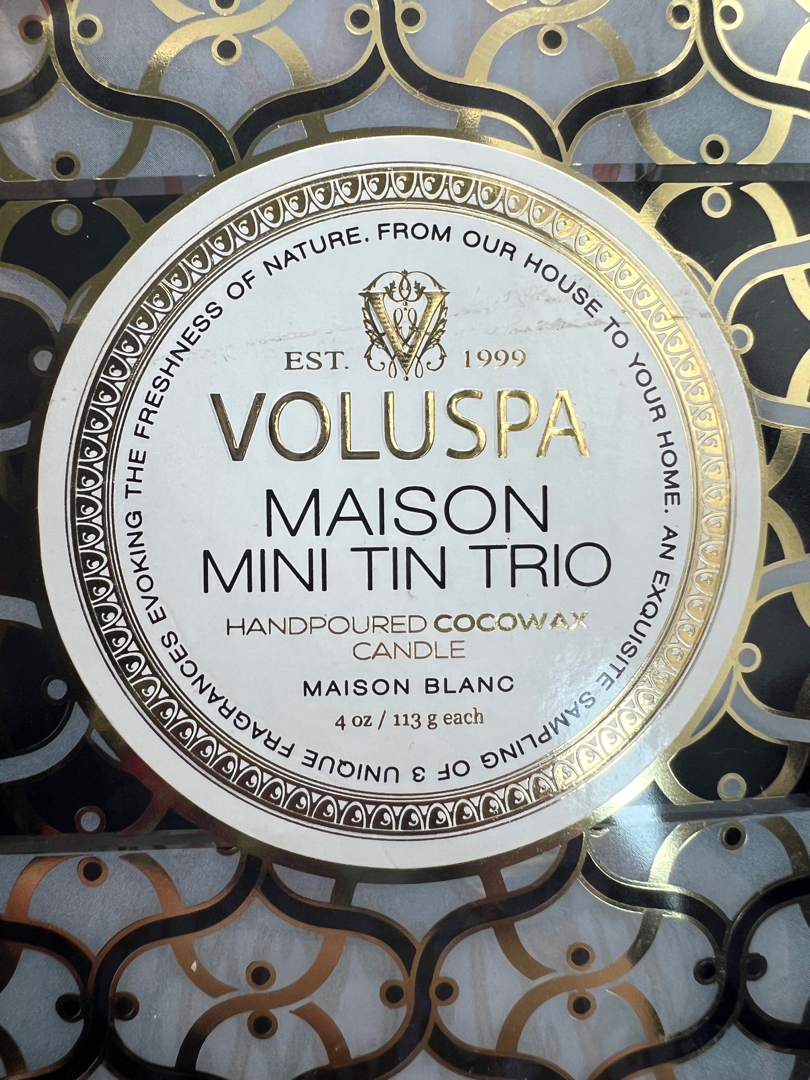 FROM OUR HOUSE TO YOUR HOME. AN EXQUISITE SAMPLING OF 3 UNIQUE FRAGRANCES EVOKING THE FRESHNESS OF NATURE.
V
EST. 1999
VOLUSPA
MAISON
MINI TIN TRIO
HANDPOURED COCOWAX
CANDLE
MAISON BLANC
4 oz / 113 g each